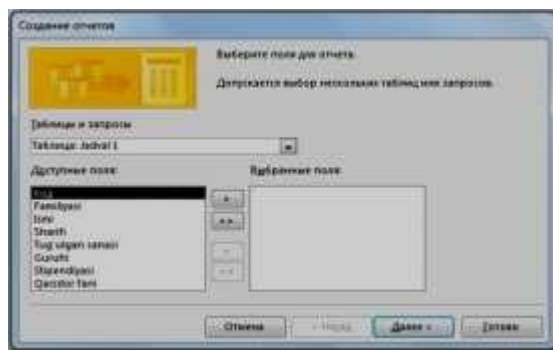 Создание отчетов
Выберите поля для отчета.
Допускается выбор нескольких таблиц или запросов.
Таблицы и запросы
Таблица: Jadval 1
Доступные поля: Выбранные поля:
Familiyasi
Ismi
Sharifi
Tug'ulgan sanasi
Guruhi
Stipendiyasi
Qarzdor fani
>
>>
<
<<
Отмена < Назад Далее > Готово